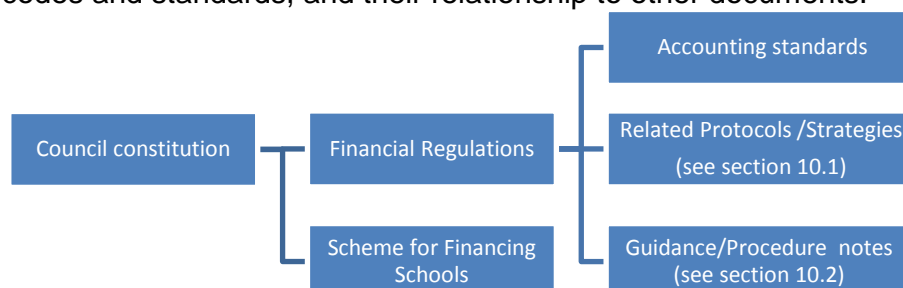 codes and standards, and their relationship to other documents.
Accounting standards
Council constitution
Financial Regulations
Related Protocols /Strategies
(see section 10.1)
Scheme for Financing
Schools
Guidance/Procedure notes
(see section 10.2)